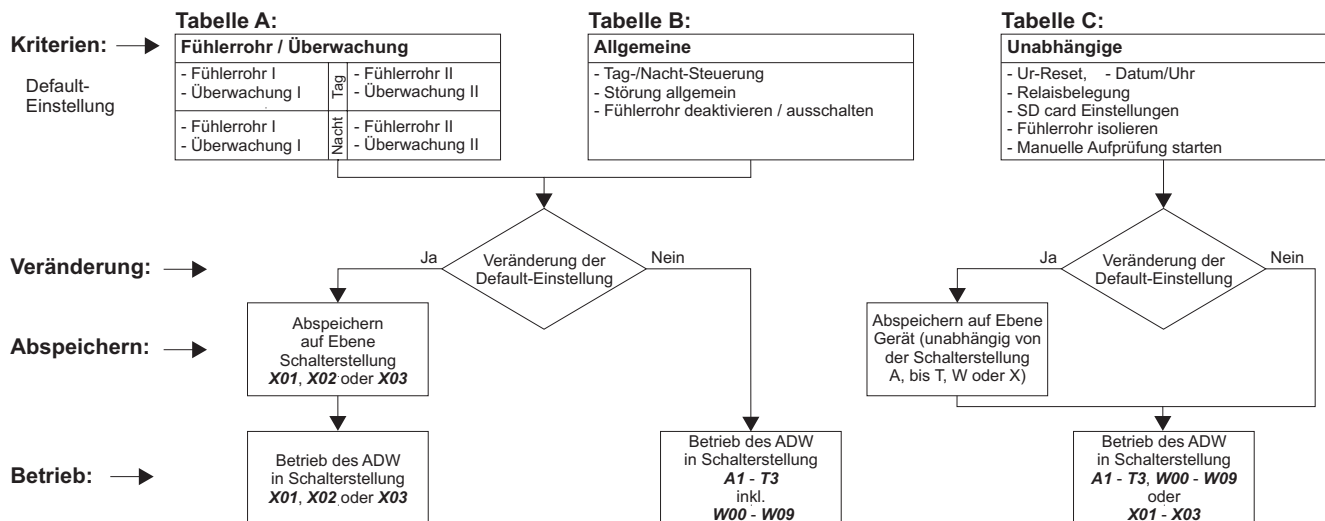 Tabelle A:
Tabelle B:
Tabelle C:
Kriterien:
Default-
Einstellung
Fühlerrohr / Überwachung
- Fühlerrohr I
- Überwachung I
Tag
- Fühlerrohr II
- Überwachung II
- Fühlerrohr I
- Überwachung I
Nacht
- Fühlerrohr II
- Überwachung II
Allgemeine
- Tag-/Nacht-Steuerung
- Störung allgemein
- Fühlerrohr deaktivieren / ausschalten
Unabhängige
- Ur-Reset, - Datum/Uhr
- Relaisbelegung
- SD card Einstellungen
- Fühlerrohr isolieren
- Manuelle Aufprüfung starten
Veränderung:
Ja
Veränderung der
Default-Einstellung
Nein
Ja
Veränderung der
Default-Einstellung
Nein
Abspeichern:
Abspeichern
auf Ebene
Schalterstellung
X01, X02 oder X03
Abspeichern auf Ebene
Gerät (unabhängig von
der Schalterstellung
A, bis T, W oder X)
Betrieb:
Betrieb des ADW
in Schalterstellung
X01, X02 oder X03
Betrieb des ADW
in Schalterstellung
A1 - T3
inkl.
W00 - W09
Betrieb des ADW
in Schalterstellung
A1 - T3, W00 - W09
oder
X01 - X03